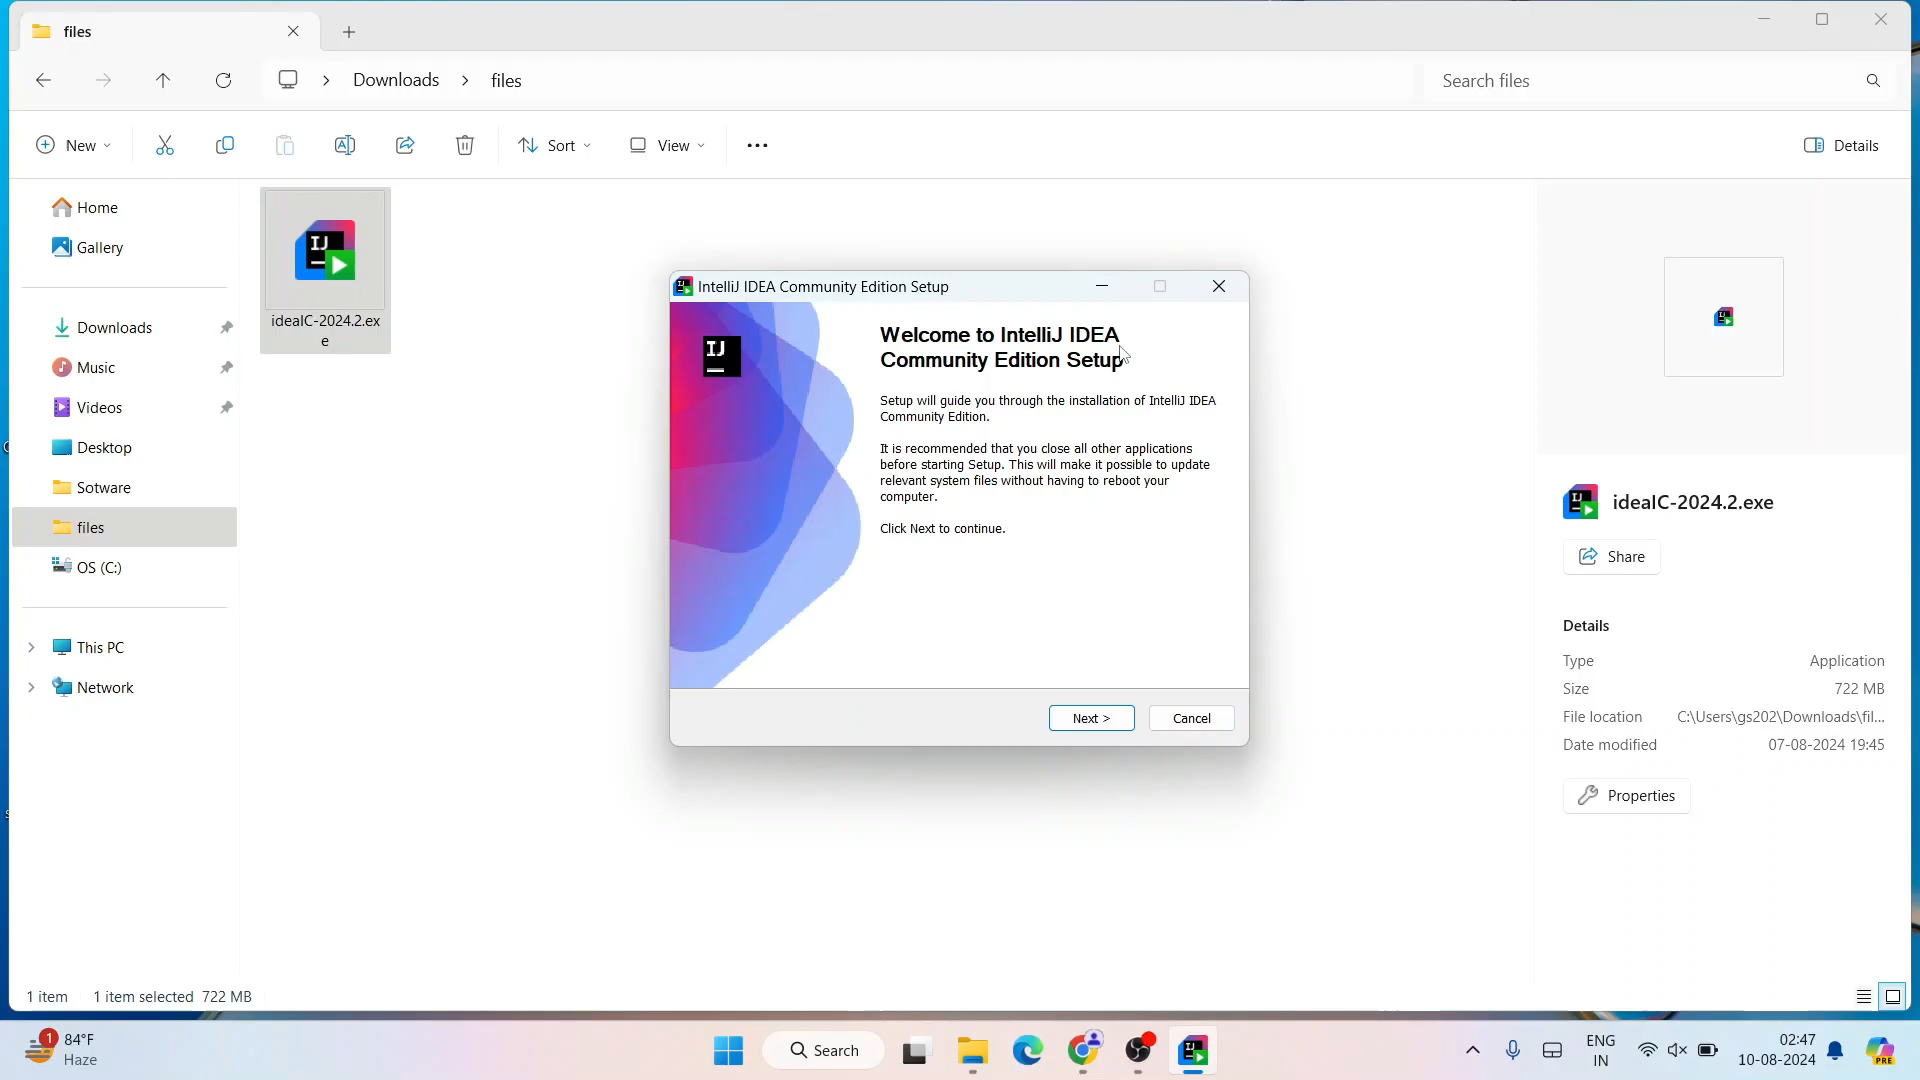 files
Downloads > files
Search files
New
Sort
View
Details
Home
Gallery
Downloads
Music
Videos
Desktop
Sotware
files
OS (C:)
This PC
Network
ideaIC-2024.2.ex
e
IntelliJ IDEA Community Edition Setup
IJ
Welcome to IntelliJ IDEA
Community Edition Setup
Setup will guide you through the installation of IntelliJ IDEA
Community Edition.
It is recommended that you close all other applications
before starting Setup. This will make it possible to update
relevant system files without having to reboot your
computer.
Click Next to continue.
Next >
Cancel
ideaIC-2024.2.exe
Share
Details
Type Application
Size 722 MB
File location C:\Users\gs202\Downloads\fil...
Date modified 07-08-2024 19:45
Properties
1 item 1 item selected 722 MB
1
84°F
Haze
Search
ENG
IN
02:47
10-08-2024
PRE